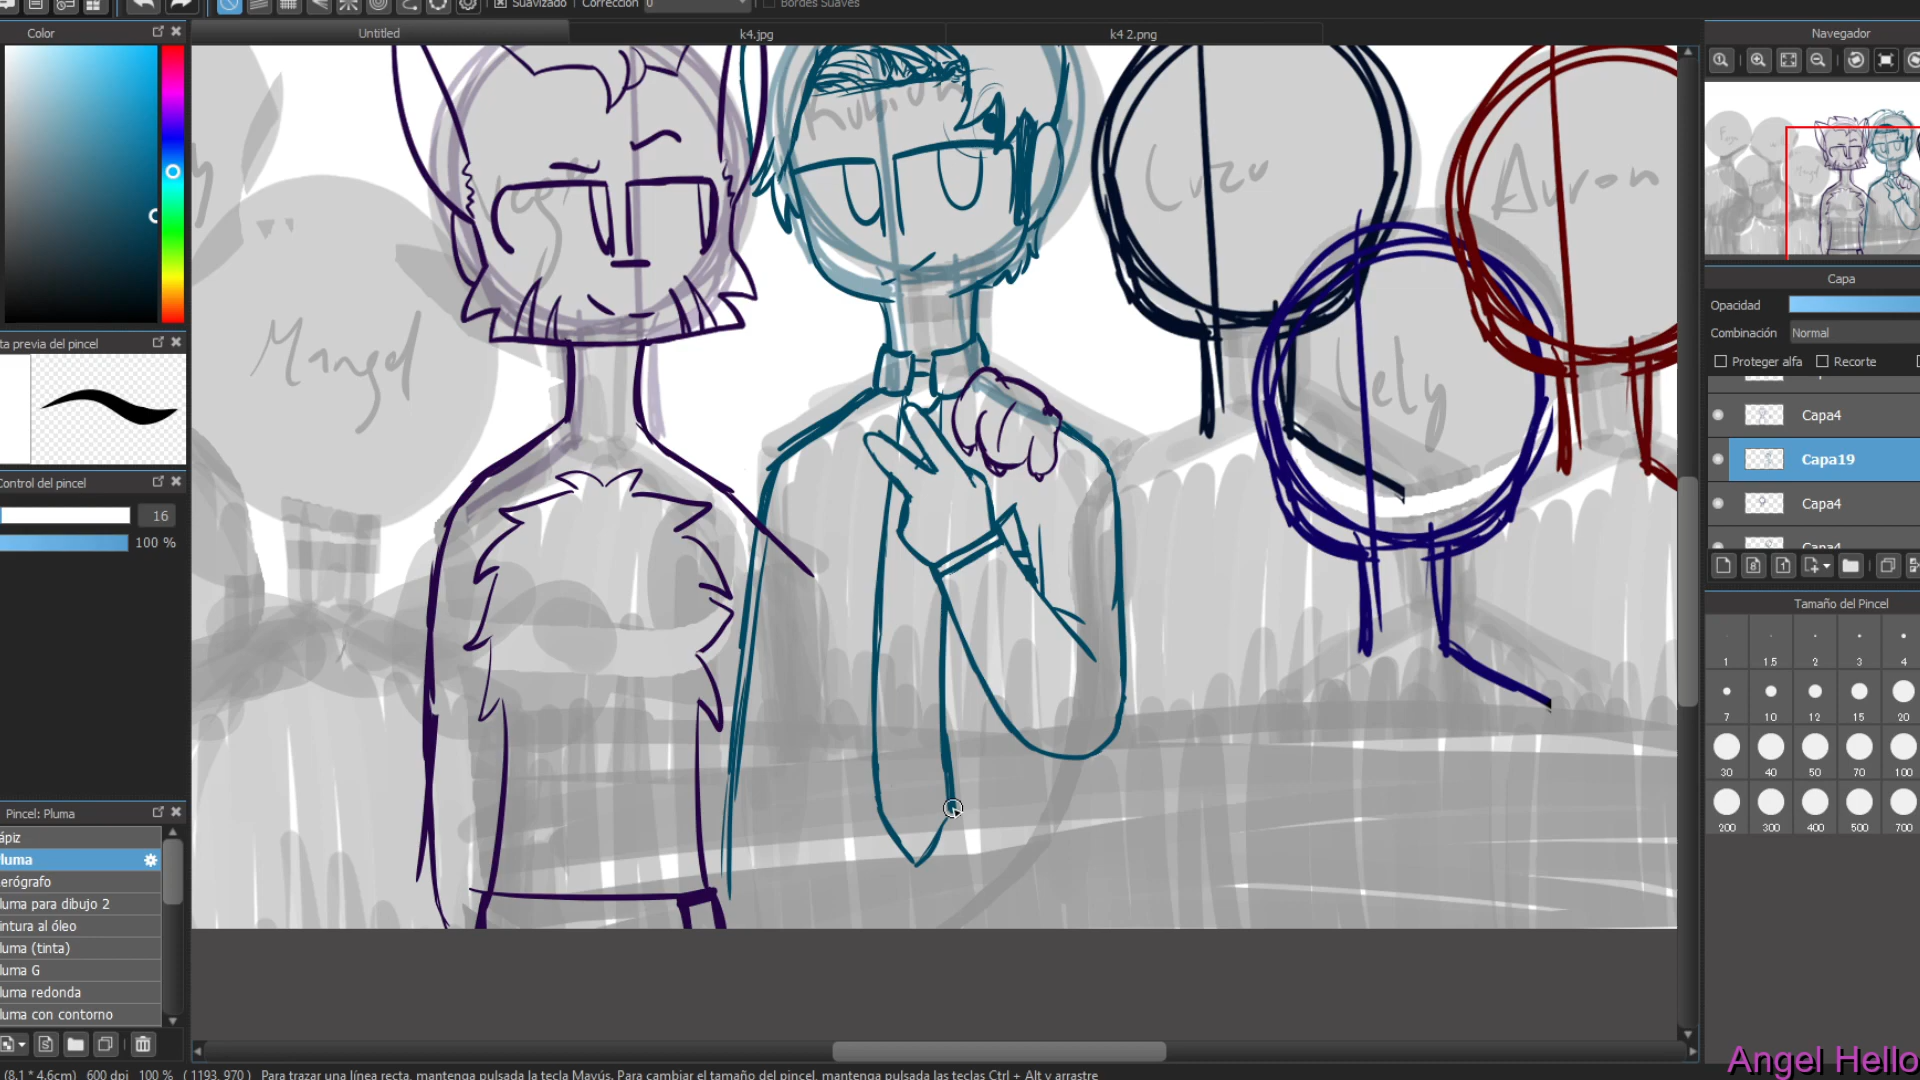 Suavizado Corrección 0 Bordes Suaves
Color
Untitled
k4.jpg
k4 2.png
Navegador
Rubius
Luzu
Auron
Mangel
Lely
ta previa del pincel
Control del pincel
16
100 %
Pincel: Pluma
ápiz
luma
erógrafo
luma para dibujo 2
intura al óleo
luma (tinta)
luma G
luma redonda
luma con contorno
Capa
Opacidad
Combinación Normal
Proteger alfa Recorte
Capa4
Capa19
Capa4
Capa4
Tamaño del Pincel
1 1.5 2 3 4
7 10 12 15 20
30 40 50 70 100
200 300 400 500 700
(8.1 * 4.6cm) 600 dpi 100 % ( 1193, 970 ) Para trazar una línea recta, mantenga pulsada la tecla Mayús. Para cambiar el tamaño del pincel, mantenga pulsadas las teclas Ctrl + Alt y arrastre
Angel Hello